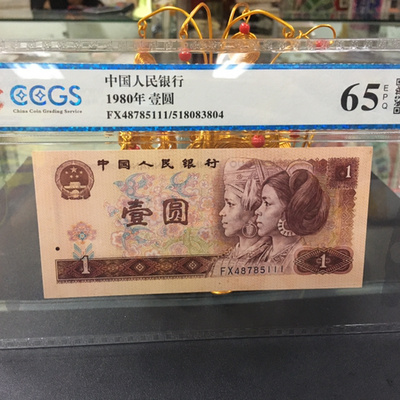 CCGS
China Coin Grading Service
中国人民银行
1980年 壹圆
FX48785111/518083804
65
EPQ
中国人民银行
1
壹圆
FX48785111
1
1